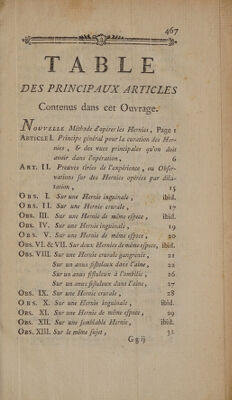 467
TABLE
DES PRINCIPAUX ARTICLES
Contenus dans cet Ouvrage.
NOUVELLE Méthode d'opérer les Hernies, Page 1
ARTICLE I. Principe général pour la curation des Her-
nies, & des vues principales qu'on doit
avoir dans l'opération, 6
ART. II. Preuves tirées de l'expérience, ou Obser-
vations sur des Hernies opérées par dila-
tation, 15
OBS. I. Sur une Hernie inguinale, ibid.
OBS. II. Sur une Hernie crurale, 17
OBS. III. Sur une Hernie de même espece, ibid.
OBS. IV. Sur une Hernie inguinale, 19
OBS. V. Sur une Hernie crurale, 20
OBS. VI. & VII. Sur deux Hernies de même espece, ibid.
OBS. VIII. Sur une Hernie crurale gangrenée, 21
Sur un anus fistuleux dans l'aîne, 22
Sur un anus fistuleux à l'ombilic, 26
Sur un anus fistuleux dans l'aîne, 27
OBS. IX. Sur une Hernie crurale, 28
OBS. X. Sur une Hernie inguinale, ibid.
OBS. XI. Sur une Hernie de même espece, 29
OBS. XII. Sur une semblable Hernie, ibid.
OBS. XIII. Sur le même sujet, 31
G g ij